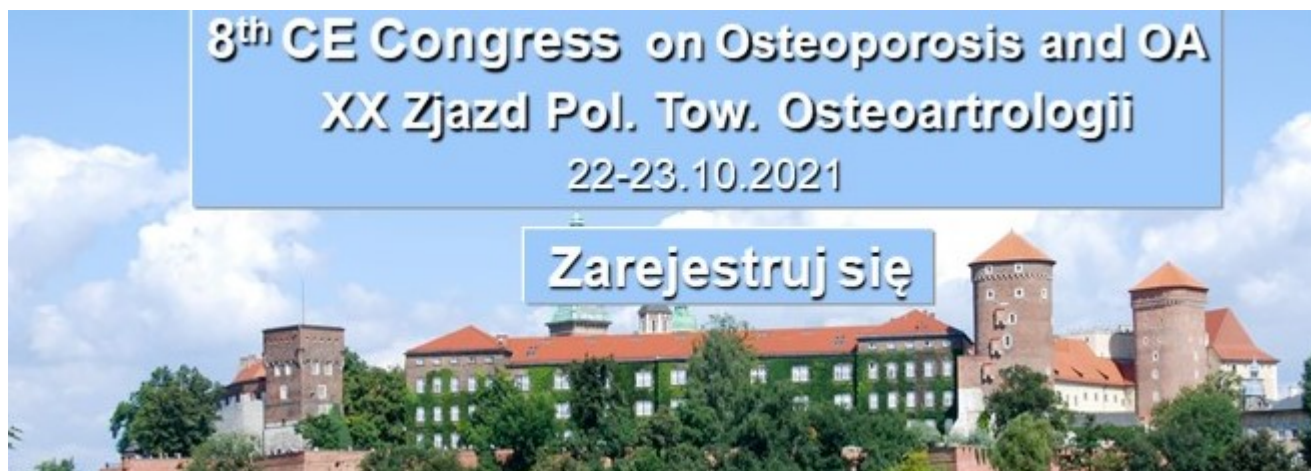 8th CE Congress on Osteoporosis and OA
XX Zjazd Pol. Tow. Osteoartrologii
22-23.10.2021
Zarejestruj się